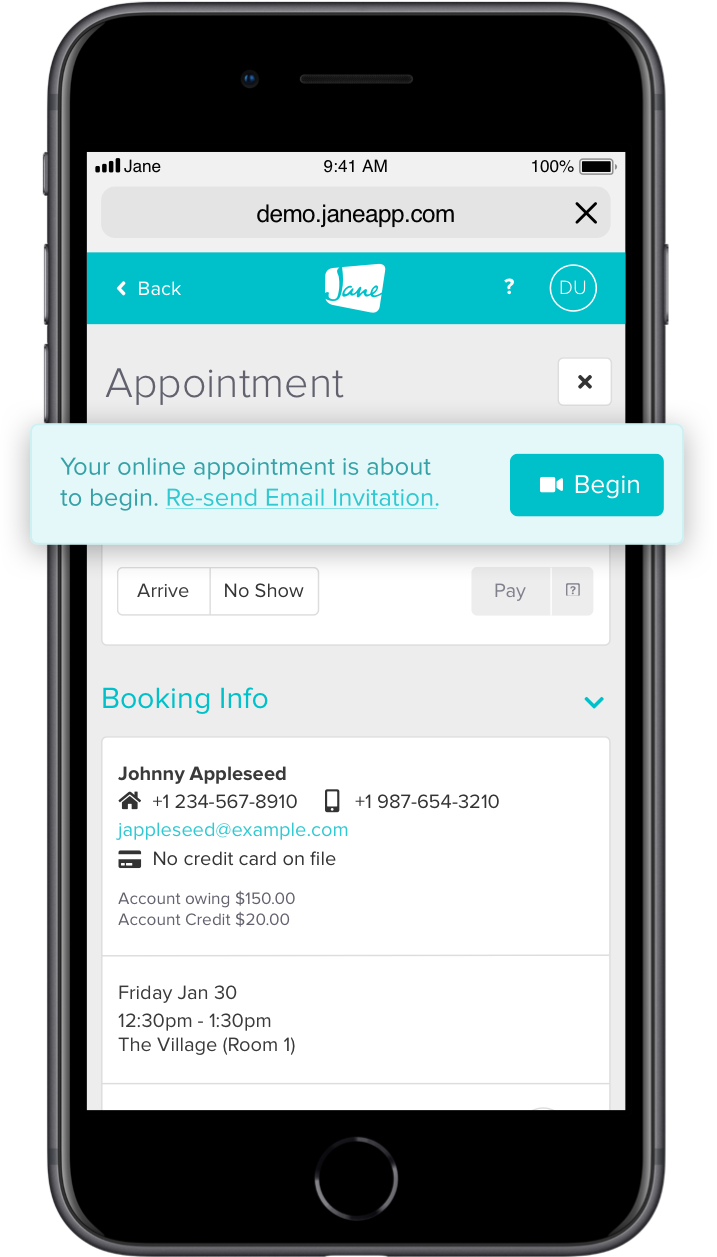 Jane 9:41 AM 100%
demo.janeapp.com
Back Jane ? DU
Appointment
Your online appointment is about
to begin. Re-send Email Invitation.
Begin
Arrive No Show Pay ?
Booking Info
Johnny Appleseed
+1 234-567-8910 +1 987-654-3210
jappleseed@example.com
No credit card on file
Account owing $150.00
Account Credit $20.00
Friday Jan 30
12:30pm - 1:30pm
The Village (Room 1)